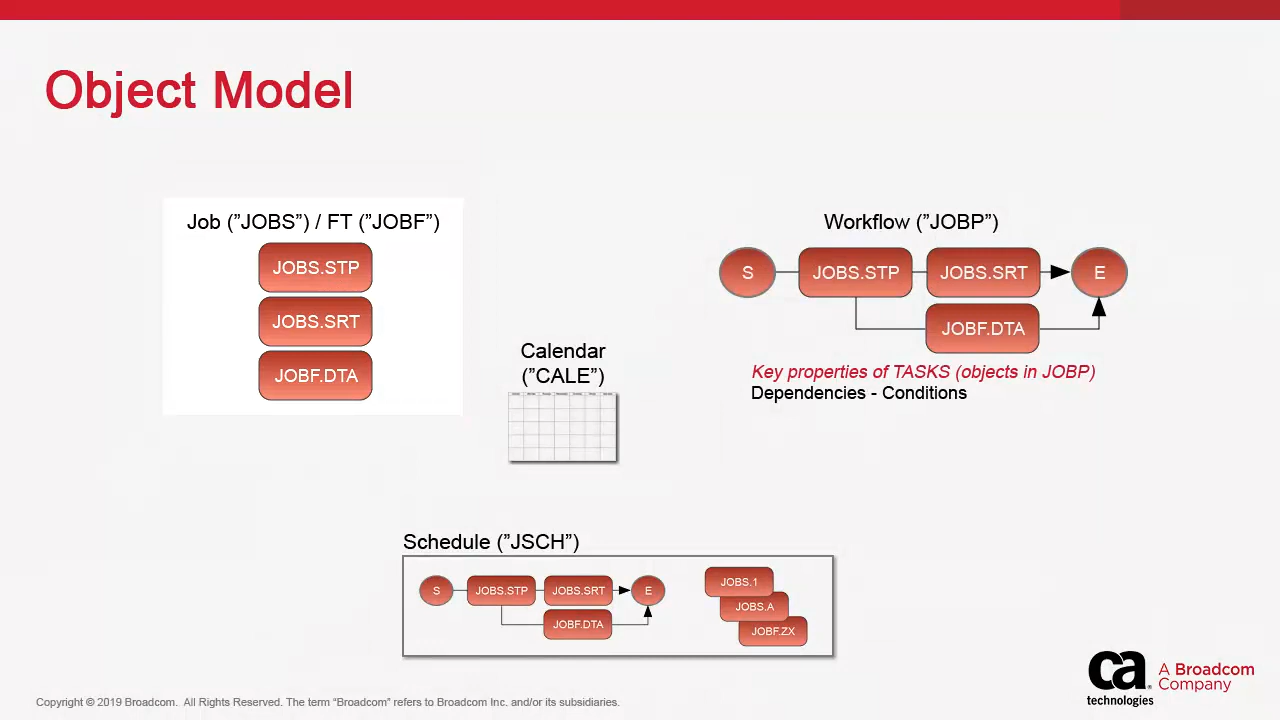 Object Model
Job (”JOBS”) / FT (”JOBF”)
JOBS.STP
JOBS.SRT
JOBF.DTA
Calendar
(”CALE”)
Workflow (”JOBP”)
S
JOBS.STP
JOBS.SRT
E
JOBF.DTA
Key properties of TASKS (objects in JOBP)
Dependencies - Conditions
Schedule (”JSCH”)
S
JOBS.STP
JOBS.SRT
E
JOBF.DTA
JOBS.1
JOBS.A
JOBF.ZX
Copyright © 2019 Broadcom. All Rights Reserved. The term “Broadcom” refers to Broadcom Inc. and/or its subsidiaries.
ca
technologies
A Broadcom
Company